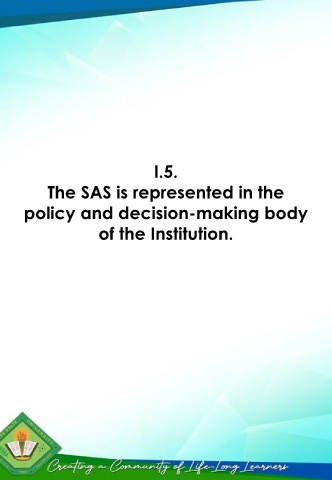 I.5.
The SAS is represented in the
policy and decision-making body
of the Institution.
Creating a Community of Life-Long Learners